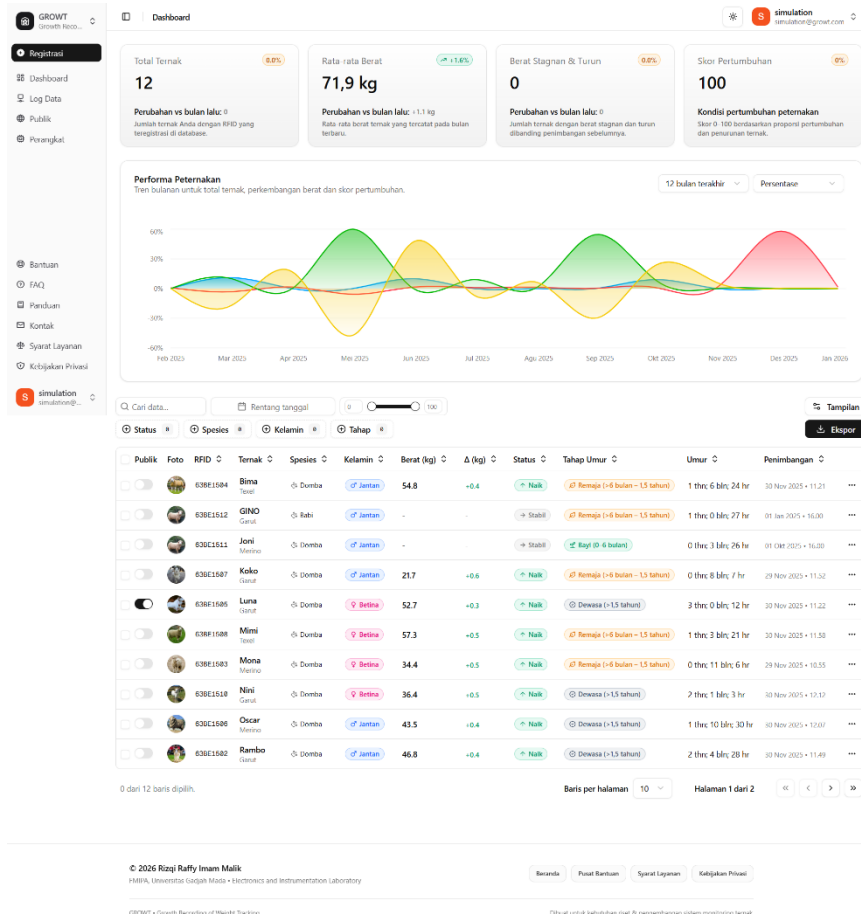 GROWT
Growth Reco...
Dashboard
simulation
simulation@growt.com
Registrasi
Dashboard
Log Data
Publik
Perangkat
Bantuan
FAQ
Panduan
Kontak
Syarat Layanan
Kebijakan Privasi
S
simulation
simulation@...
Total Ternak
0.0%
12
Perubahan vs bulan lalu: 0
Jumlah ternak Anda dengan RFID yang
teregistrasi di database.
Rata-rata Berat
+1.6%
71,9 kg
Perubahan vs bulan lalu: +1.1 kg
Rata-rata berat ternak yang tercatat pada bulan
terbaru.
Berat Stagnan & Turun
0.0%
0
Perubahan vs bulan lalu: 0
Jumlah ternak dengan berat stagnan dan turun
dibanding penimbangan sebelumnya.
Skor Pertumbuhan
0%
100
Kondisi pertumbuhan peternakan
Skor 0-100 berdasarkan proporsi pertumbuhan
dan penurunan ternak.
Performa Peternakan
Tren bulanan untuk total ternak, perkembangan berat dan skor pertumbuhan.
12 bulan terakhir
Persentase
60%
30%
0%
-30%
-60%
Feb 2025 Mar 2025 Apr 2025 Mei 2025 Jun 2025 Jul 2025 Agu 2025 Sep 2025 Okt 2025 Nov 2025 Des 2025 Jan 2026
Cari data... Rentang tanggal 0 100 Tampilan
Status Spesies Kelamin Tahap Ekspor
Publik Foto RFID Ternak Spesies Kelamin Berat (kg) Δ (kg) Status Tahap Umur Umur Penimbangan
63BE1504 Bima Texel Domba Jantan 54.8 +0.4 Naik Remaja (>6 bulan – 1,5 tahun) 1 thn; 6 bln; 24 hr 30 Nov 2025 • 11.21
63BE1512 GINO Garut Babi Jantan - - Stabil Remaja (>6 bulan – 1,5 tahun) 1 thn; 0 bln; 27 hr 01 Jan 2025 • 16.00
63BE1511 Joni Merino Domba Jantan - Stabil Bayi (0-6 bulan) 0 thn; 3 bln; 26 hr 01 Okt 2025 • 16.00
63BE1507 Koko Garut Domba Jantan 21.7 +0.6 Naik Remaja (>6 bulan – 1,5 tahun) 0 thn; 8 bln; 7 hr 29 Nov 2025 • 11.52
63BE1505 Luna Garut Domba Betina 52.7 +0.3 Naik Dewasa (>1,5 tahun) 3 thn; 0 bln; 12 hr 30 Nov 2025 • 11.22
63BE1508 Mimi Texel Domba Betina 57.3 +0.5 Naik Remaja (>6 bulan – 1,5 tahun) 1 thn; 3 bln; 21 hr 30 Nov 2025 • 11.58
63BE1503 Mona Merino Domba Betina 34.4 +0.5 Naik Remaja (>6 bulan – 1,5 tahun) 0 thn; 11 bln; 6 hr 29 Nov 2025 • 10.55
63BE1510 Nini Garut Domba Betina 36.4 +0.5 Naik Dewasa (>1,5 tahun) 2 thn; 1 bln; 3 hr 30 Nov 2025 • 12.12
63BE1506 Oscar Merino Domba Jantan 43.5 +0.4 Naik Dewasa (>1,5 tahun) 1 thn; 10 bln; 30 hr 30 Nov 2025 • 12.07
63BE1502 Rambo Garut Domba Jantan 46.8 +0.4 Naik Dewasa (>1,5 tahun) 2 thn; 4 bln; 28 hr 30 Nov 2025 • 11.49
0 dari 12 baris dipilih. Baris per halaman 10 Halaman 1 dari 2
© 2026 Rizqi Raffy Imam Malik
FMIPA, Universitas Gadjah Mada • Electronics and Instrumentation Laboratory
Beranda Pusat Bantuan Syarat Layanan Kebijakan Privasi
GROWT • Growth Recording of Weight Tracking
Dibuat untuk kebutuhan riset & pengembangan sistem monitoring ternak.